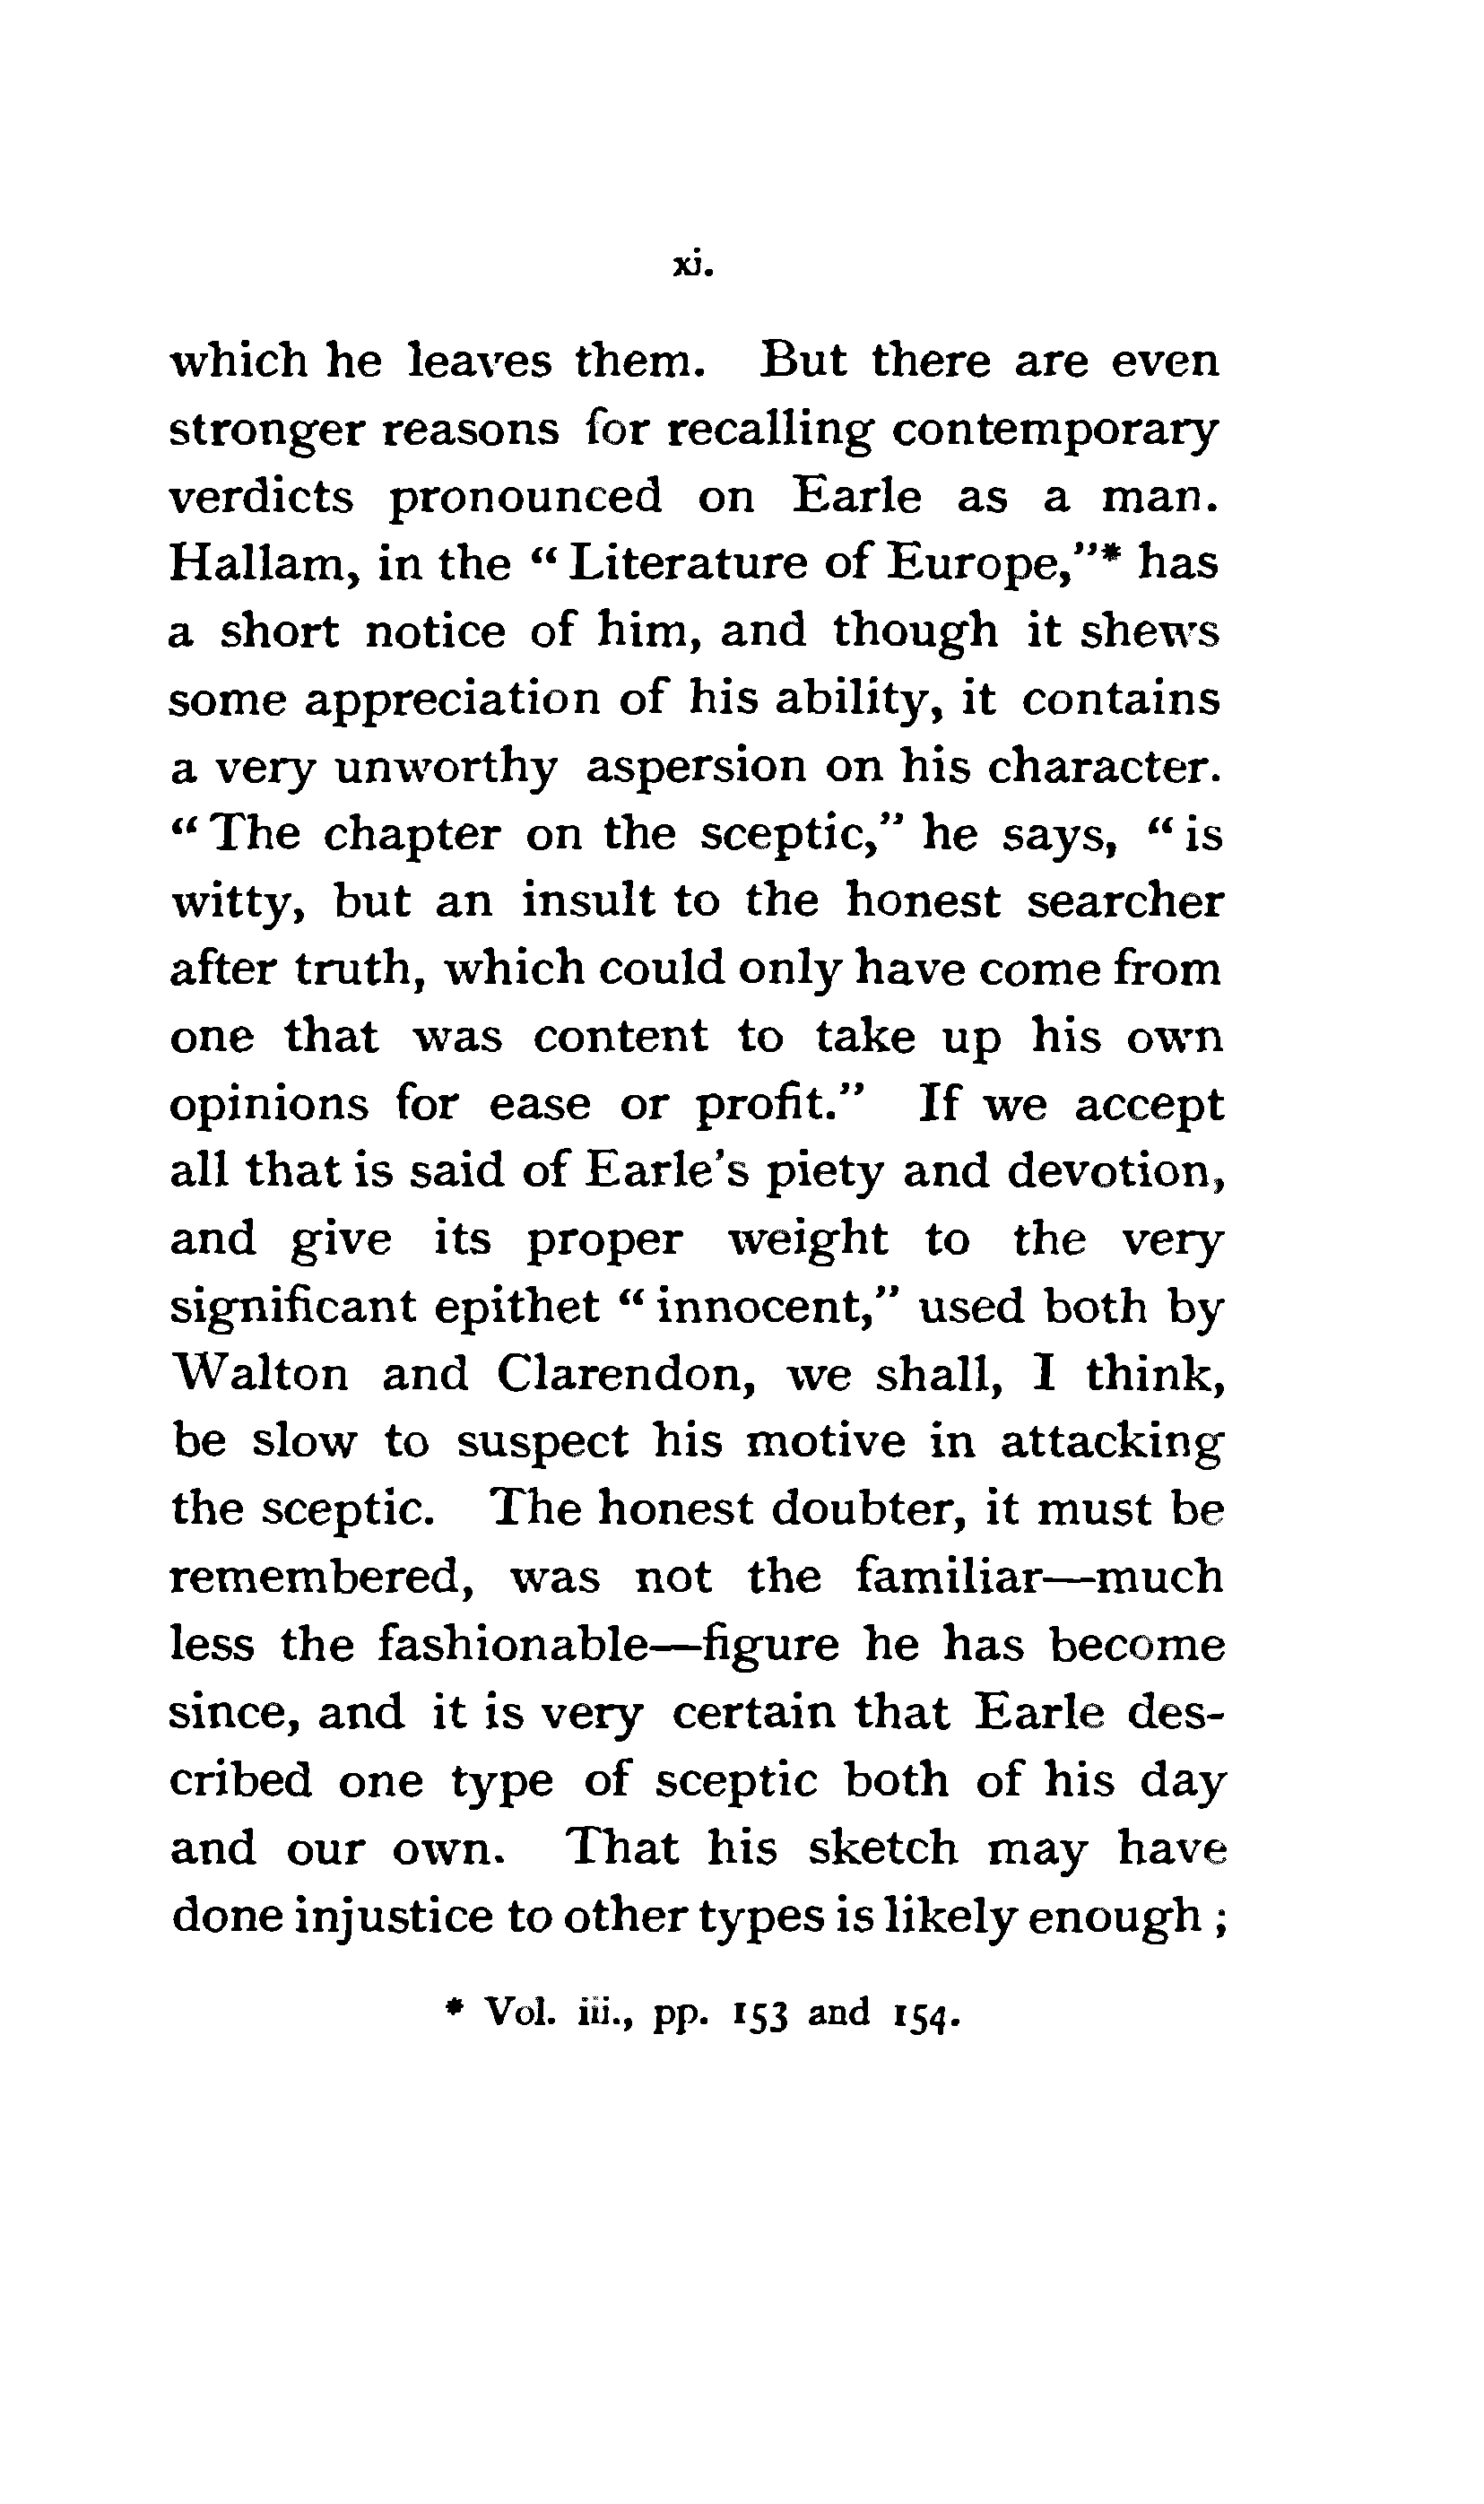 xi.
which he leaves them. But there are even
stronger reasons for recalling contemporary
verdicts pronounced on Earle as a man.
Hallam, in the “ Literature of Europe,”* has
a short notice of him, and though it shews
some appreciation of his ability, it contains
a very unworthy aspersion on his character.
“ The chapter on the sceptic,” he says, “ is
witty, but an insult to the honest searcher
after truth, which could only have come from
one that was content to take up his own
opinions for ease or profit.” If we accept
all that is said of Earle’s piety and devotion,
and give its proper weight to the very
significant epithet “ innocent,” used both by
Walton and Clarendon, we shall, I think,
be slow to suspect his motive in attacking
the sceptic. The honest doubter, it must be
remembered, was not the familiar—much
less the fashionable—figure he has become
since, and it is very certain that Earle des-
cribed one type of sceptic both of his day
and our own. That his sketch may have
done injustice to other types is likely enough ;
* Vol. iii., pp. 153 and 154.